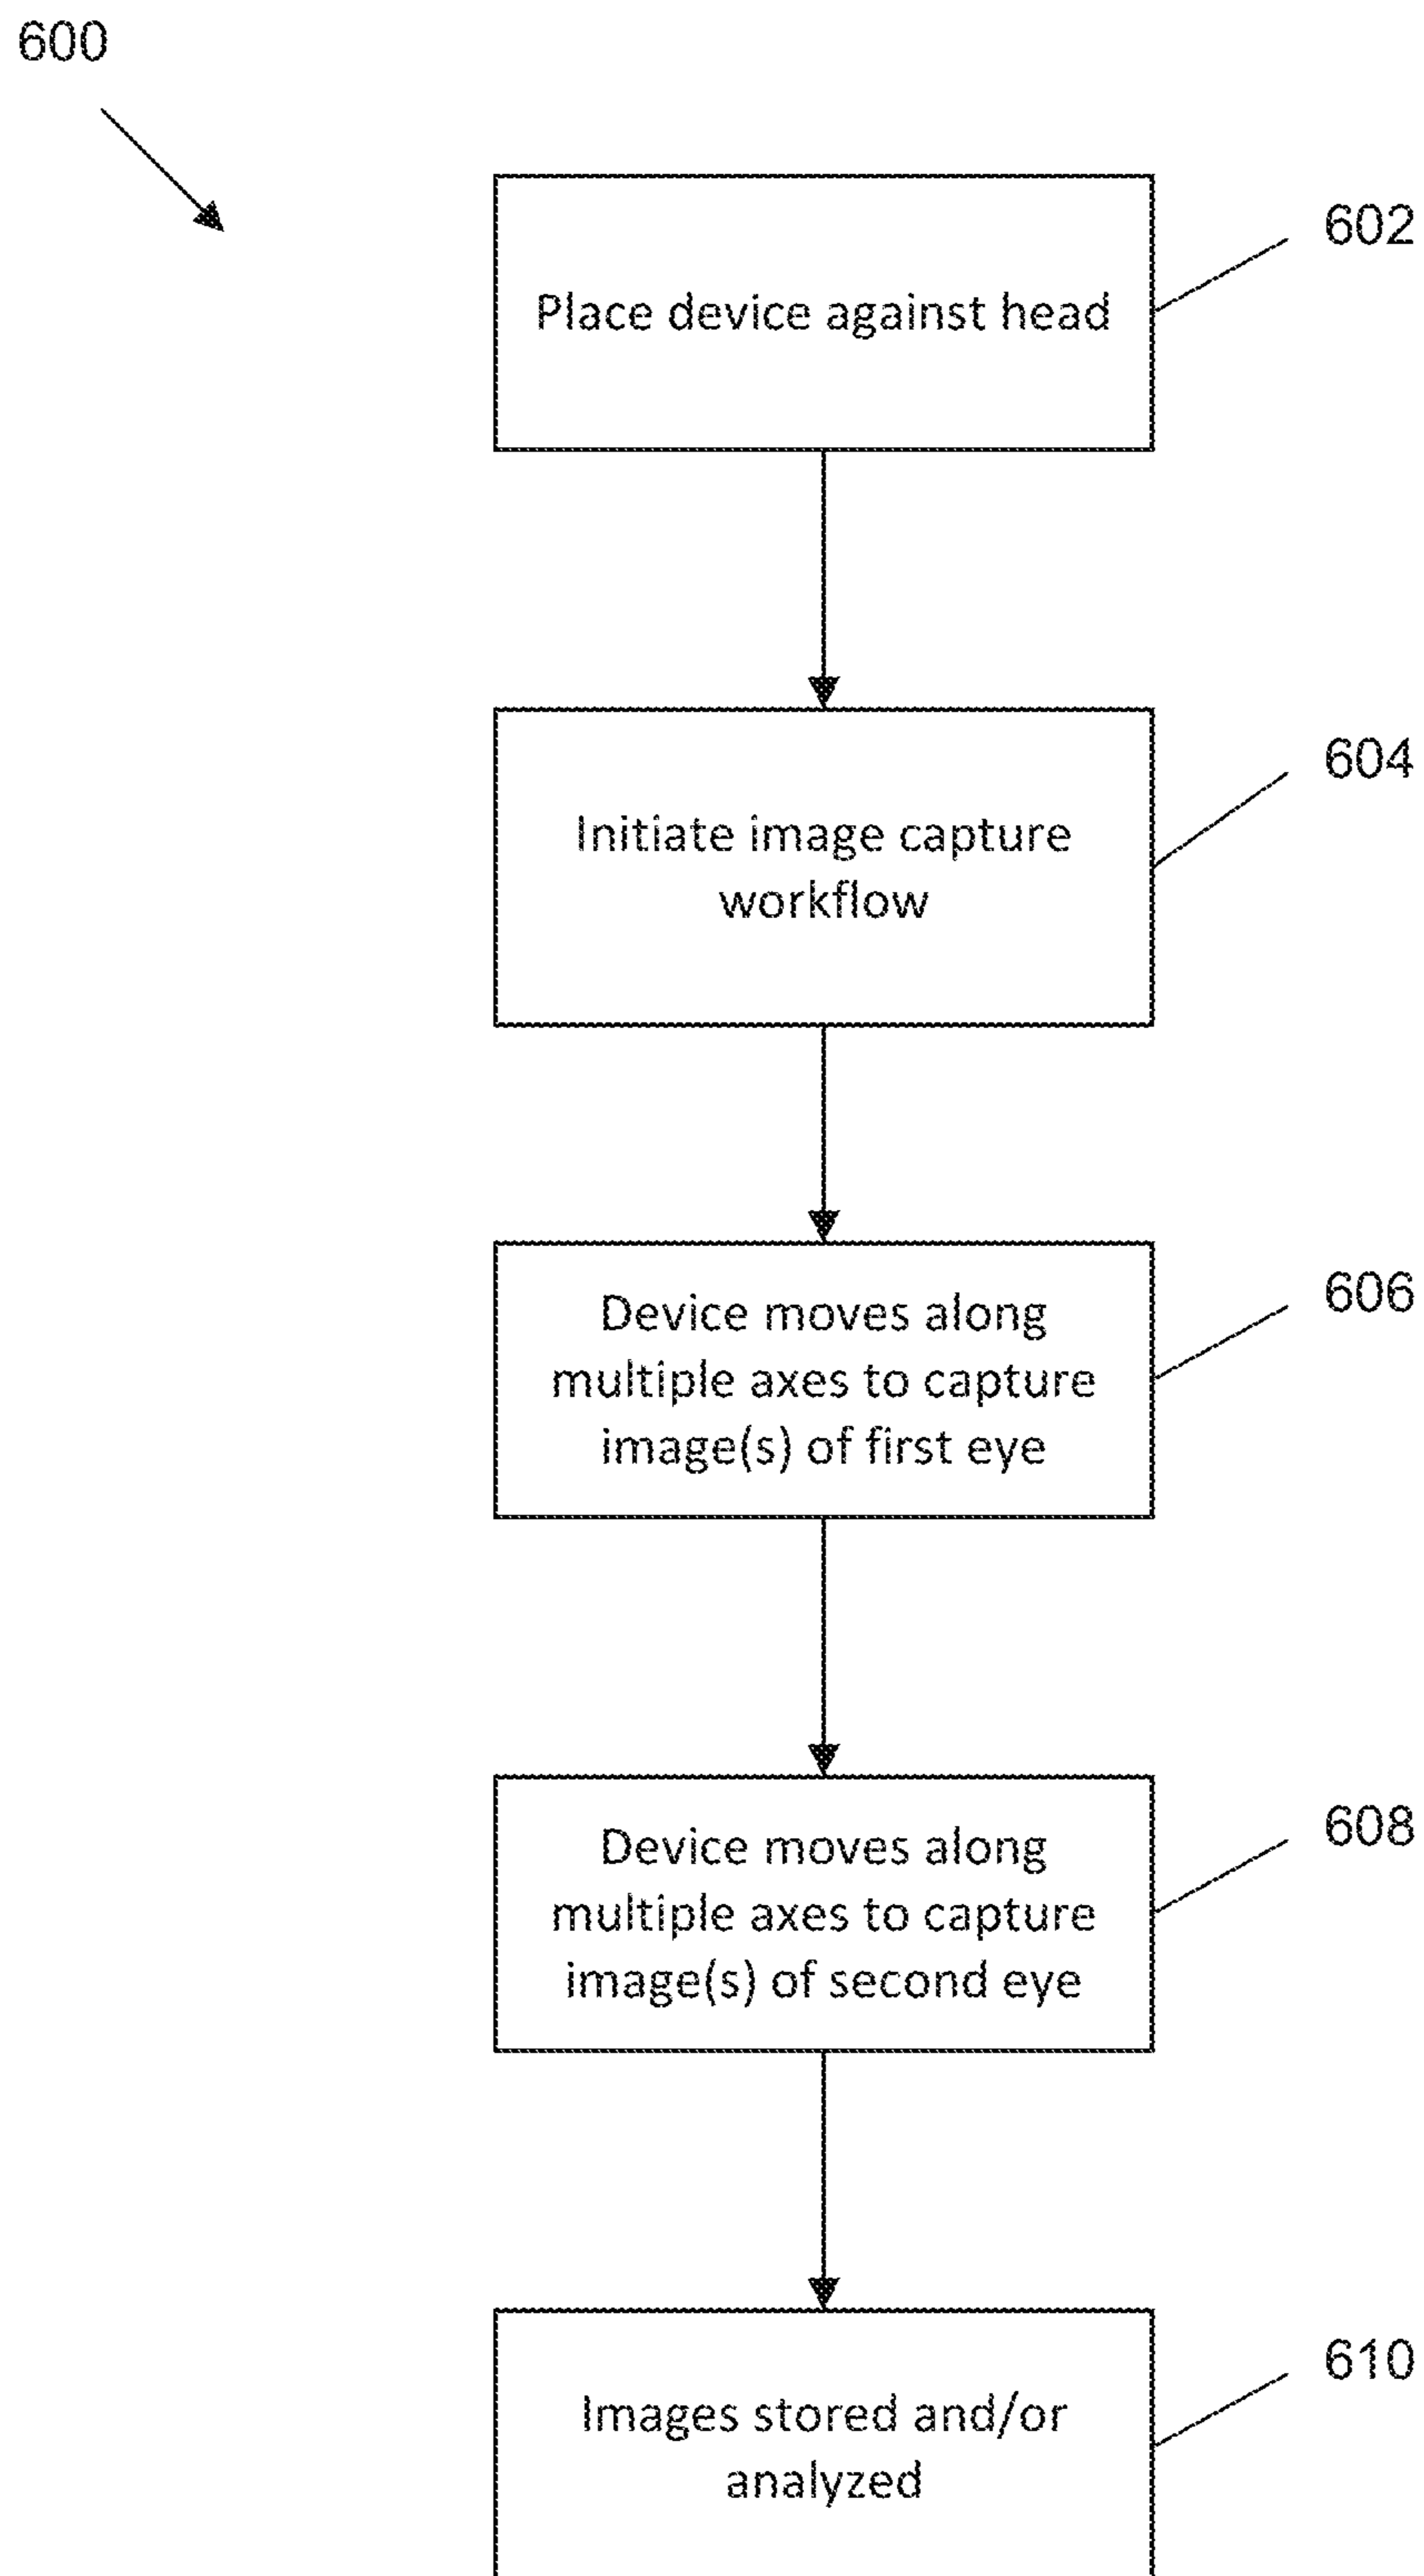 600
602
Place device against head
604
Initiate image capture
workflow
606
Device moves along
multiple axes to capture
image(s) of first eye
608
Device moves along
multiple axes to capture
image(s) of second eye
610
Images stored and/or
analyzed